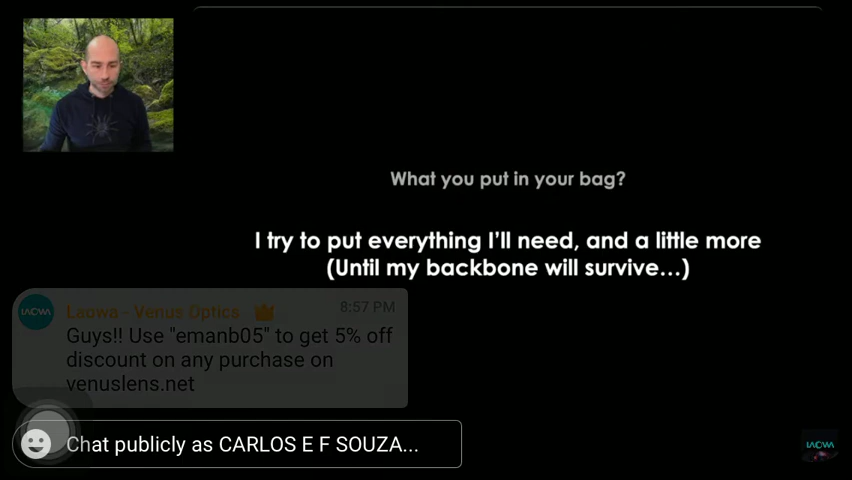 What you put in your bag?
I try to put everything I'll need, and a little more
(Until my backbone will survive...)
LAOWA
Laowa - Venus Optics
8:57 PM
Guys!! Use "emanb05" to get 5% off
discount on any purchase on
venuslens.net
Chat publicly as CARLOS E F SOUZA...
LAOWA